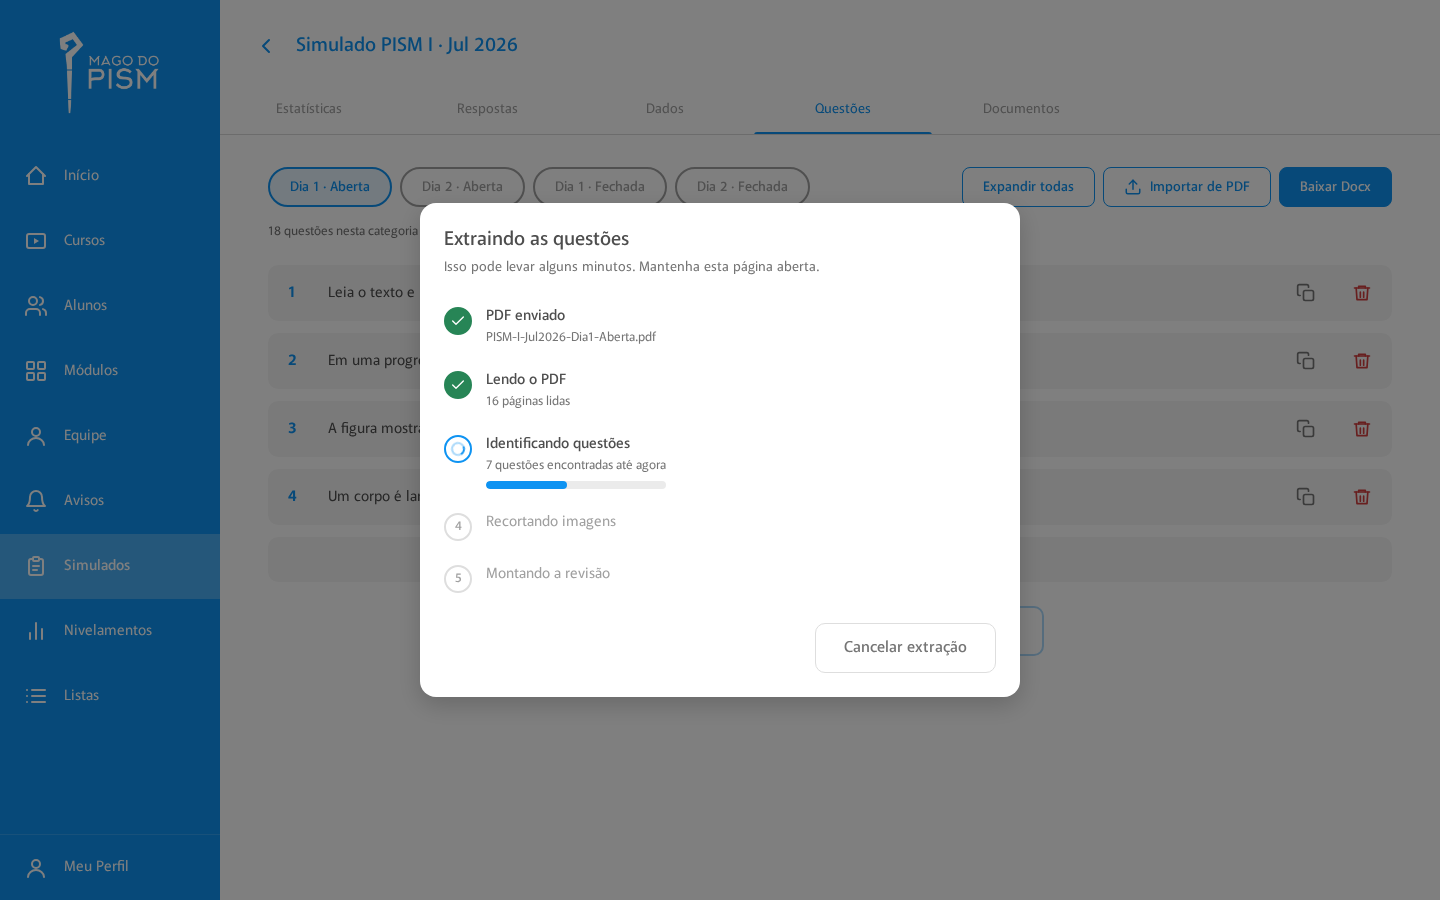 MAGO DO
PISM
Início
Cursos
Alunos
Módulos
Equipe
Avisos
Simulados
Nivelamentos
Listas
Meu Perfil
Simulado PISM I · Jul 2026
Estatísticas
Respostas
Dados
Questões
Documentos
Dia 1 · Aberta
Dia 2 · Aberta
Dia 1 · Fechada
Dia 2 · Fechada
Expandir todas
Importar de PDF
Baixar Docx
18 questões nesta categoria
1 Leia o texto e
2 Em uma progre
3 A figura mostra
4 Um corpo é lan
Extraindo as questões
Isso pode levar alguns minutos. Mantenha esta página aberta.
PDF enviado
PISM-I-Jul2026-Dia1-Aberta.pdf
Lendo o PDF
16 páginas lidas
Identificando questões
7 questões encontradas até agora
4 Recortando imagens
5 Montando a revisão
Cancelar extração